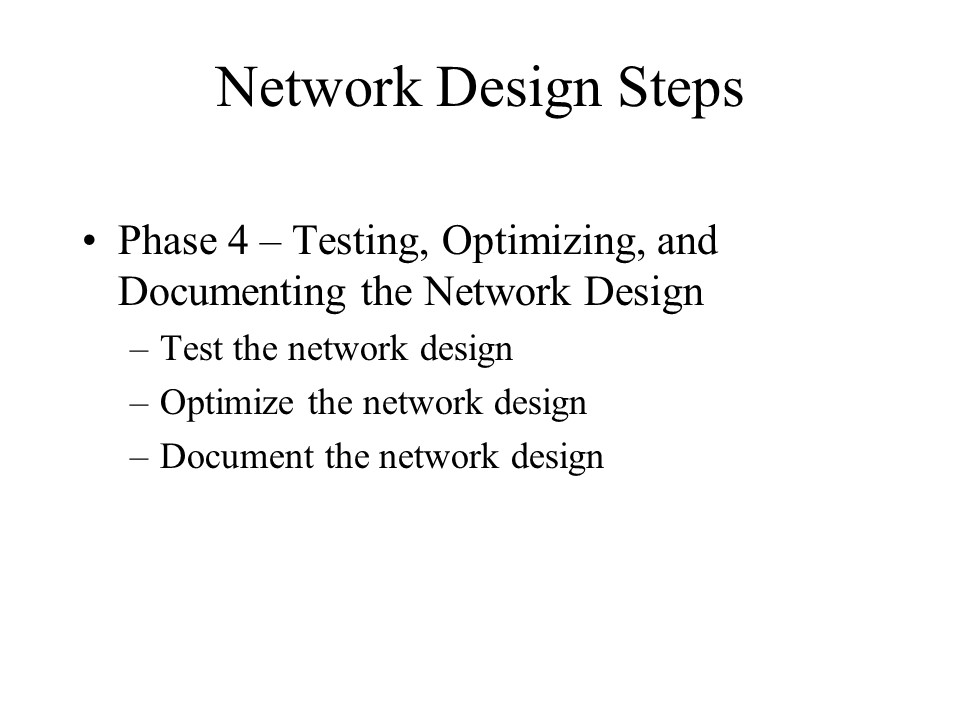 Network Design Steps
• Phase 4 – Testing, Optimizing, and
Documenting the Network Design
– Test the network design
– Optimize the network design
– Document the network design